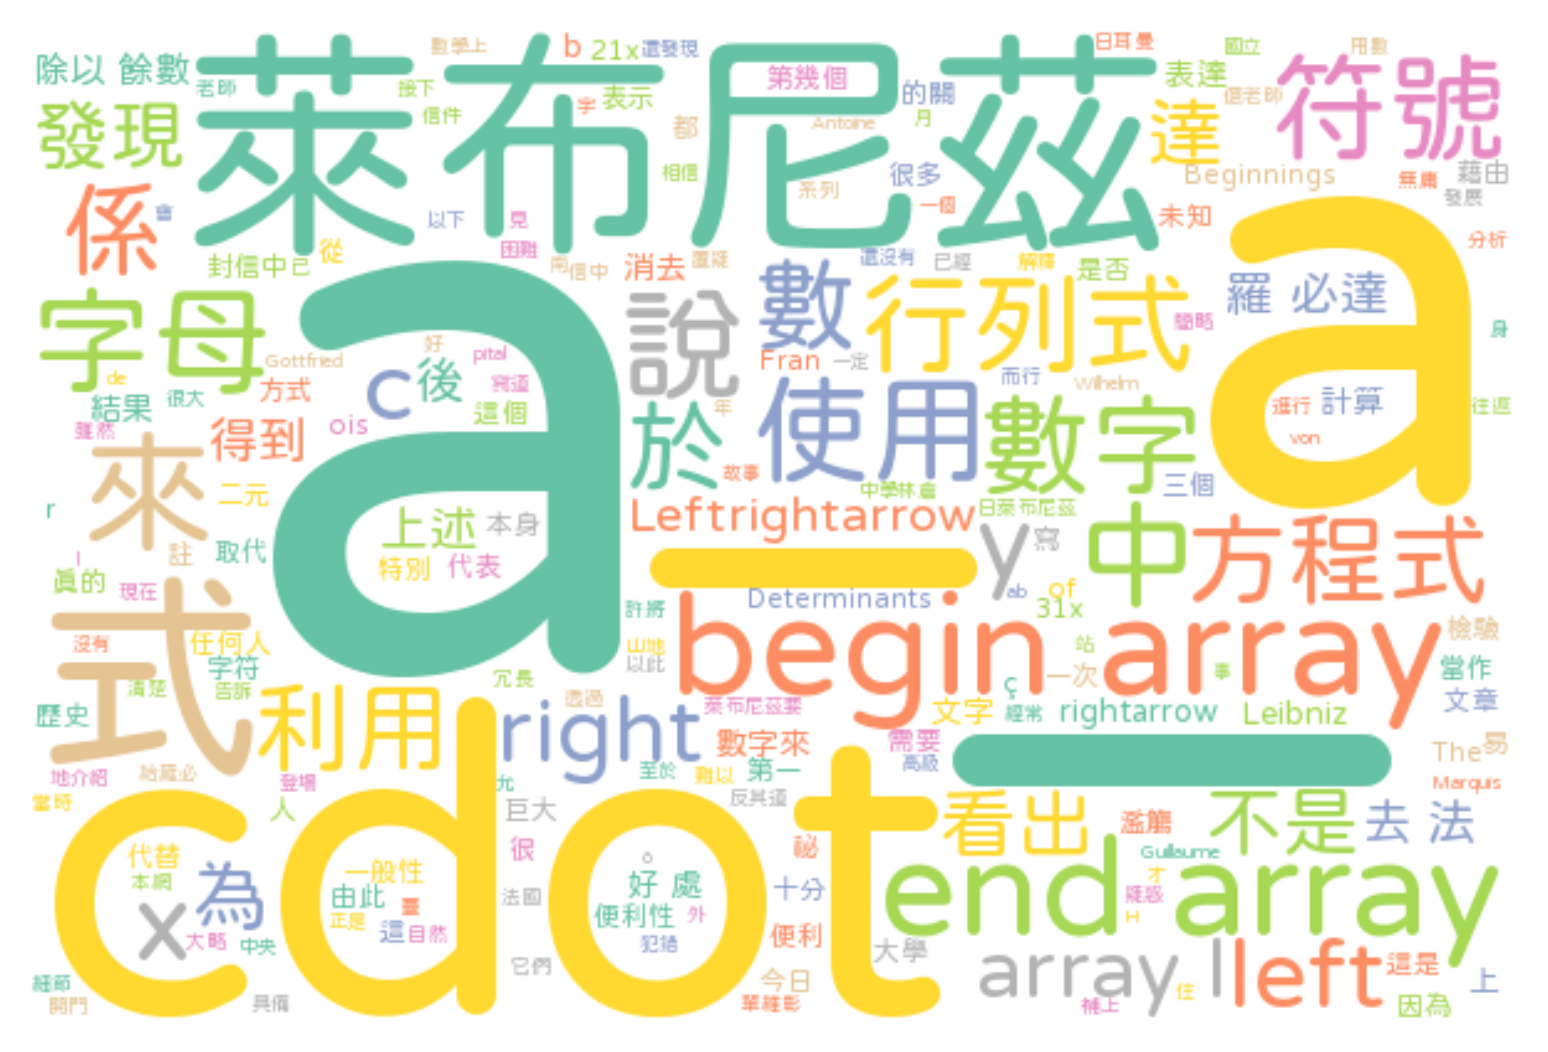 除以 餘數
老師
數學上
b
21x
還發現
日耳曼
國立
用數
萊布尼茲
接下
信件
字
表示
第幾個
的關
表達
信老師
符號
發現
都
Antoine
月
達
相信
系列
很多
一個
Beginnings
無庸
藉由
發展
係
會
以下
見
困難
未知
分析
封信中
已
從
南
信中
消去
置疑
還沒有
已經
解釋
是否
a
a
字母
說
數
行列式
簡略
羅 必達
身
Gottfried
好
pital
Fran
一定
de
很大
方式
c
後
寫道
而行
Wilhelm
結果
這個
年
使用
數字
進行
計算
往返
雖然
得到
ois
於
von
來
故事
二元
中學林倉
三個
r
上述
本身
Leftrightarrow
日萊布尼茲
y
寫
中
方程式
l
註
取代
特別
代表
真的
現在
Determinants
ab
of
31x
許將
沒有
任何人
山地
以此
begin array
站
檢驗
式
字符
清楚
告訴
冗長
一次
事
當作
歷史
利用
透過
right
萊布尼茲要
文字
ç
經常
rightarrow
Leibniz
文章
數字來
需要
高級
The
易
地介紹
給羅必
登場
允
至於
難以
第一
Marquis
當時
人
巨大
反其道
cdot
看出
濫觴
不是
去 法
代替
本網
為
一般性
很
祕
Guillaume
由此
臺
。
好 處
十分
才
疑惑
end array
x
正是
這
自然
法國
便利性
外
H
大略
中央
犯錯
便利
大學
它們
array l
left
這是
細節
開門
具備
今日
單維彰
住
補上
因為
上